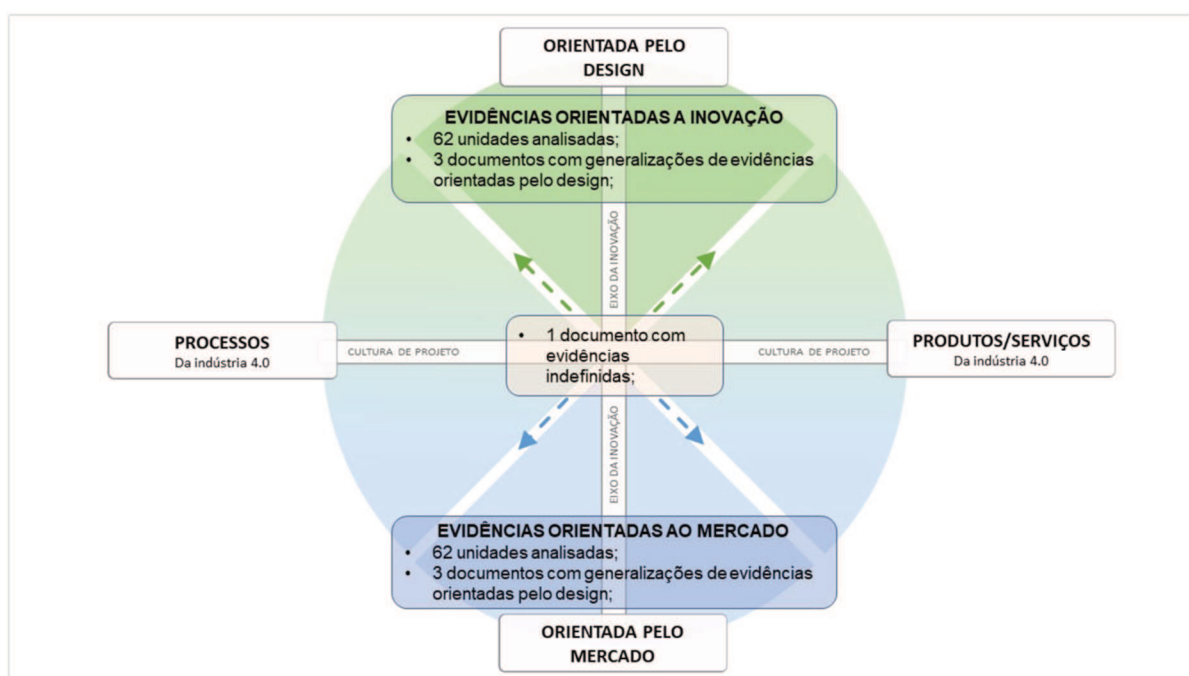 ORIENTADA PELO
DESIGN
EVIDÊNCIAS ORIENTADAS A INOVAÇÃO
• 62 unidades analisadas;
• 3 documentos com generalizações de evidências
orientadas pelo design;
EIXO DA INOVAÇÃO
PROCESSOS
Da indústria 4.0
CULTURA DE PROJETO
• 1 documento com
evidências
indefinidas;
CULTURA DE PROJETO
PRODUTOS/SERVIÇOS
Da indústria 4.0
EIXO DA INOVAÇÃO
EVIDÊNCIAS ORIENTADAS AO MERCADO
• 62 unidades analisadas;
• 3 documentos com generalizações de evidências
orientadas pelo design;
ORIENTADA PELO
MERCADO